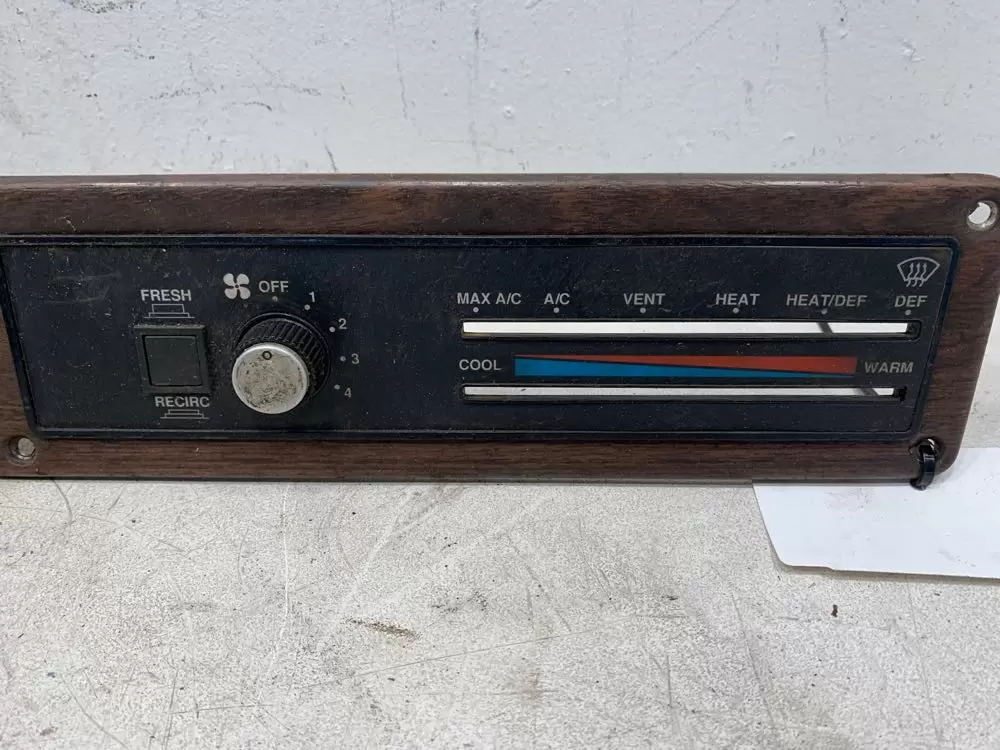 FRESH
RECIRC
OFF
1
2
3
4
MAX A/C A/C VENT HEAT HEAT/DEF DEF
COOL WARM